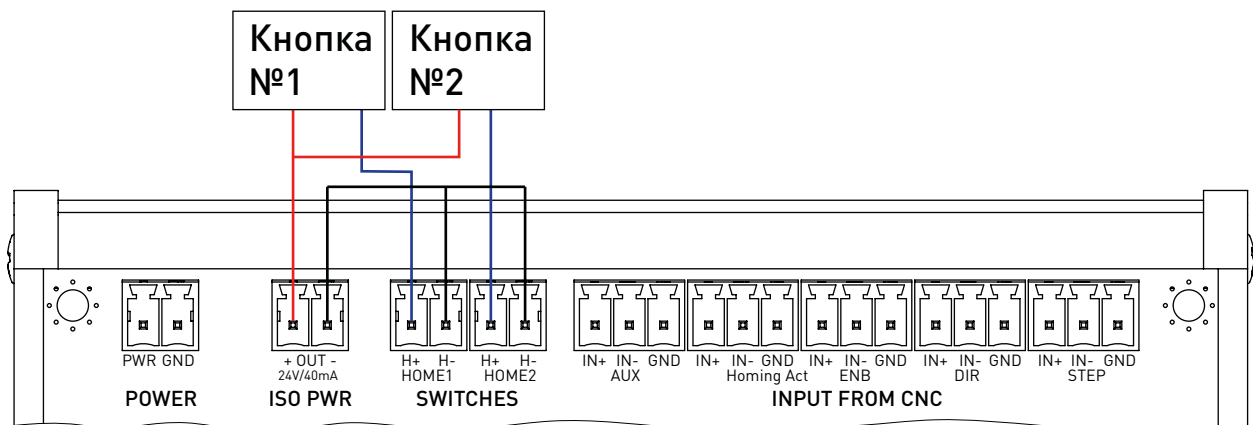 Кнопка №1
Кнопка №2
PWR GND
+ OUT -
24V/40mA
H+ H-
HOME1
H+ H-
HOME2
IN+ IN- GND
AUX
IN+ IN- GND
Homing Act
IN+ IN- GND
ENB
IN+ IN- GND
DIR
IN+ IN- GND
STEP
POWER
ISO PWR
SWITCHES
INPUT FROM CNC